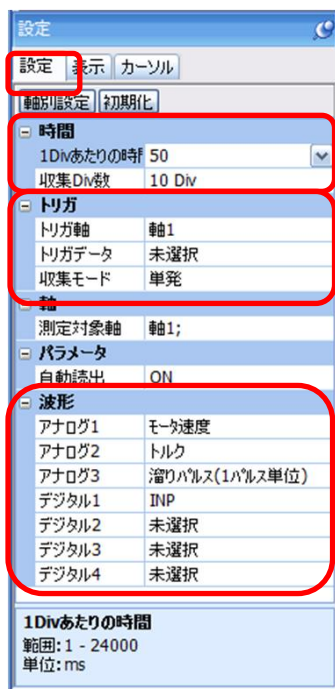 設定
設定 表示 カーソル
軸別設定 初期化
時間
1Divあたりの時間 50
収集Div数 10 Div
トリガ
トリガ軸 軸1
トリガデータ 未選択
収集モード 単発
軸
測定対象軸 軸1;
パラメータ
自動読出 ON
波形
アナログ1 モータ速度
アナログ2 トルク
アナログ3 溜りパルス(1パルス単位)
デジタル1 INP
デジタル2 未選択
デジタル3 未選択
デジタル4 未選択
1Divあたりの時間
範囲:1 - 24000
単位:ms